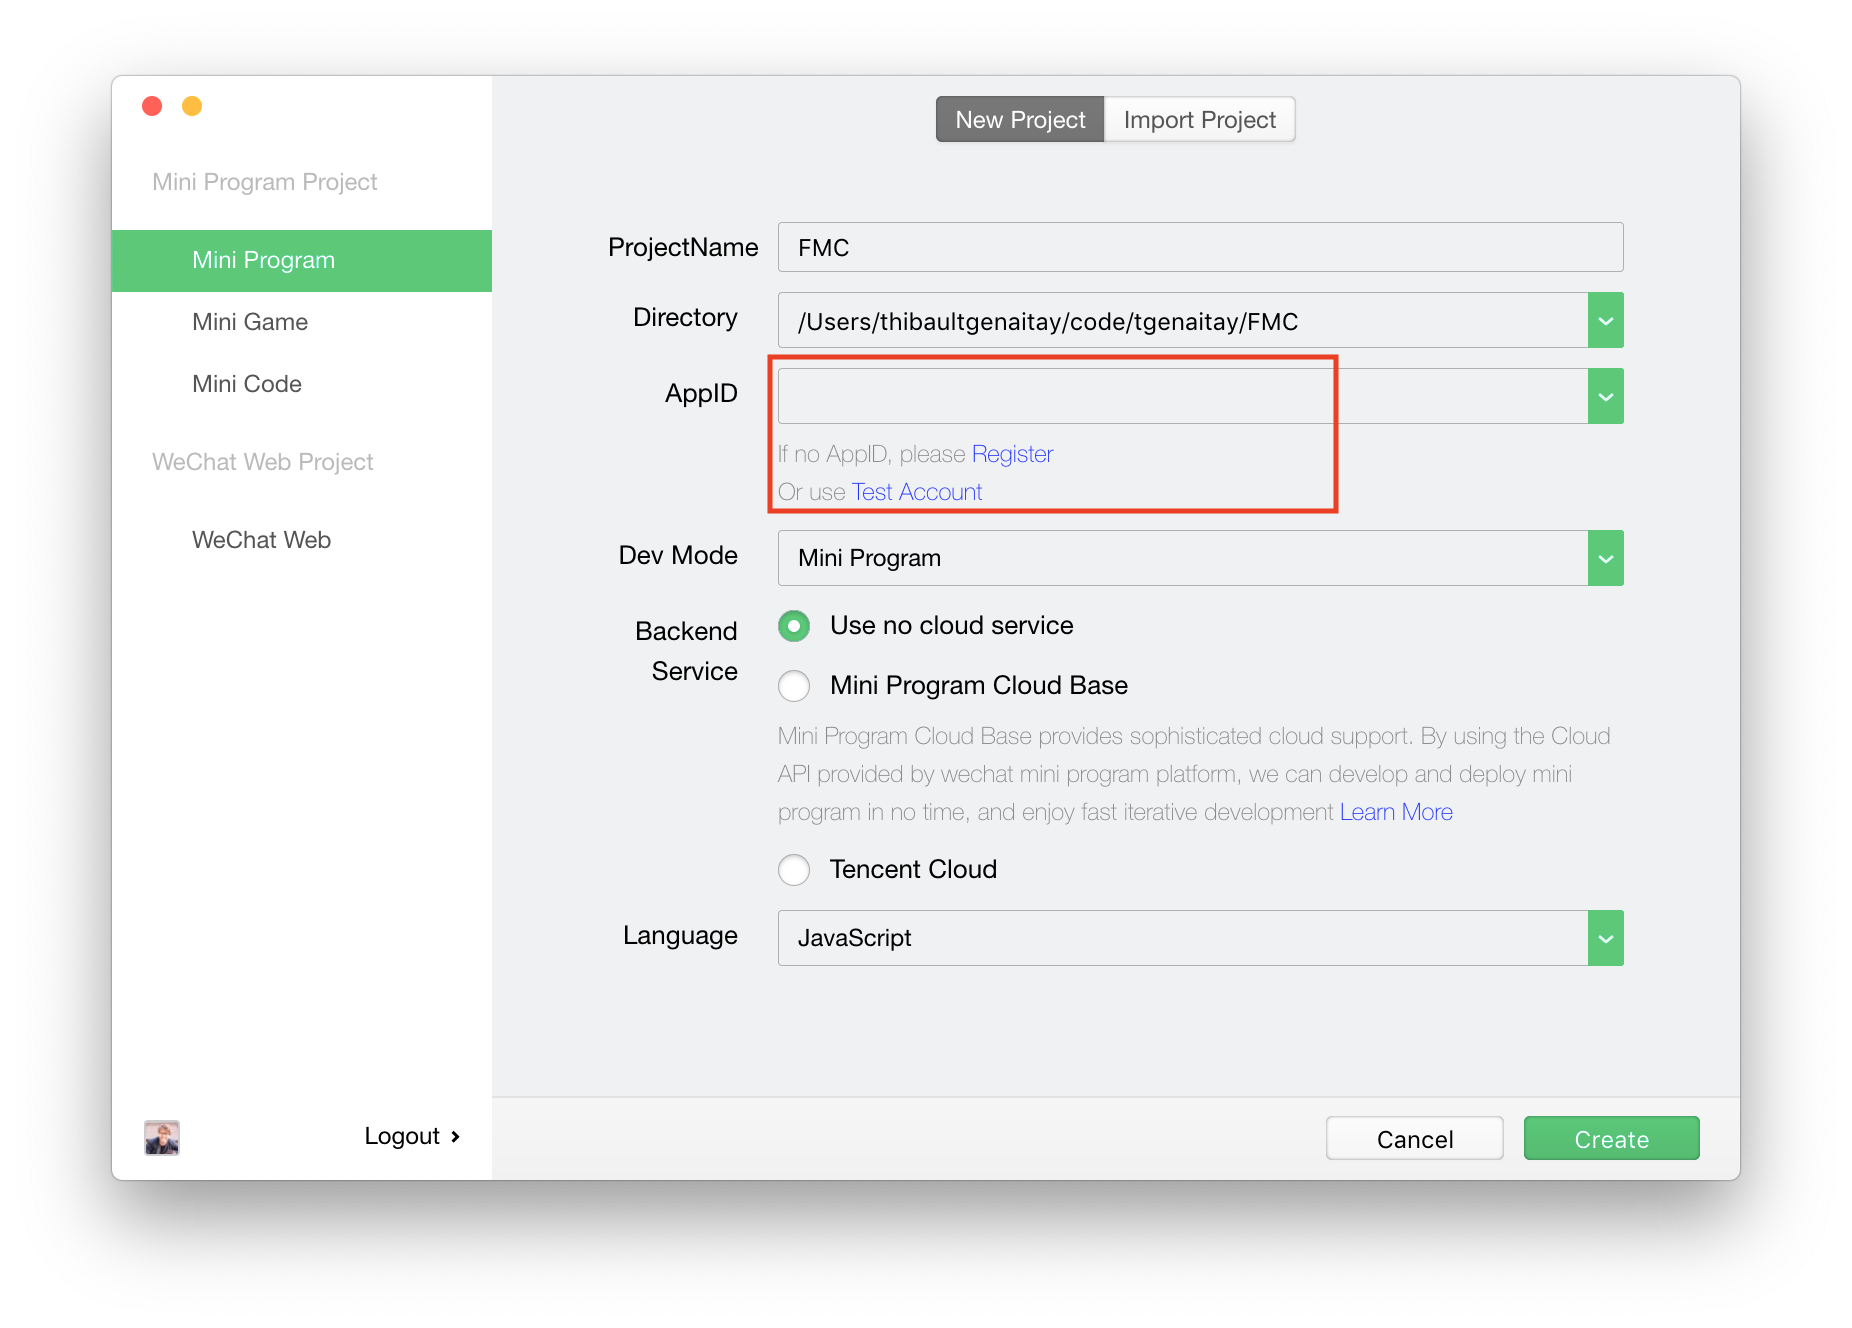 Mini Program Project
Mini Program
Mini Game
Mini Code
WeChat Web Project
WeChat Web
Logout
New Project
Import Project
ProjectName
FMC
Directory
/Users/thibaultgenaitay/code/tgenaitay/FMC
AppID
If no AppID, please Register
Or use Test Account
Dev Mode
Mini Program
Backend
Service
Use no cloud service
Mini Program Cloud Base
Mini Program Cloud Base provides sophisticated cloud support. By using the Cloud
API provided by wechat mini program platform, we can develop and deploy mini
program in no time, and enjoy fast iterative development Learn More
Tencent Cloud
Language
JavaScript
Cancel
Create